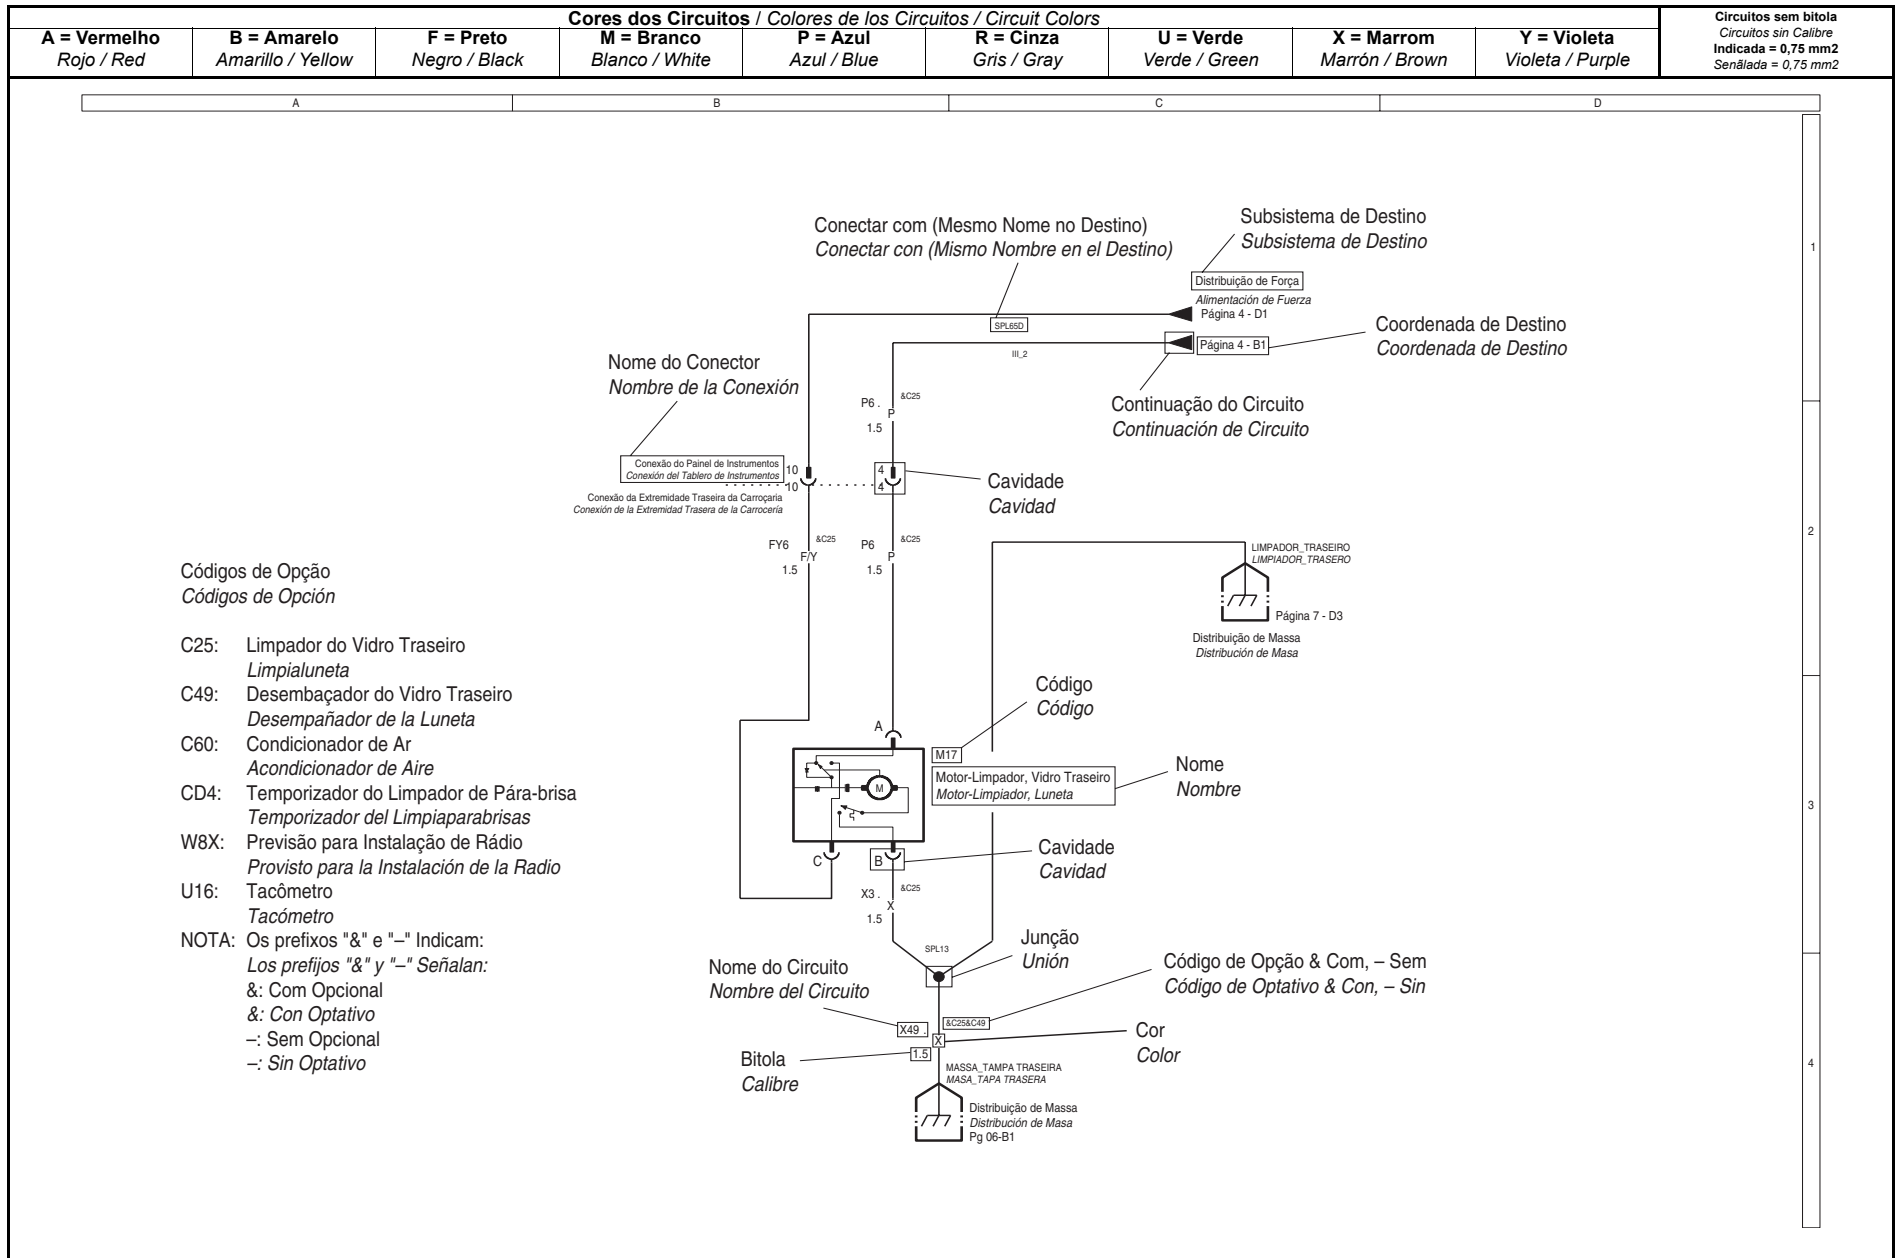 Cores dos Circuitos / Colores de los Circuitos / Circuit Colors
A = Vermelho
Rojo / Red
B = Amarelo
Amarillo / Yellow
F = Preto
Negro / Black
M = Branco
Blanco / White
P = Azul
Azul / Blue
R = Cinza
Gris / Gray
U = Verde
Verde / Green
X = Marrom
Marrón / Brown
Y = Violeta
Violeta / Purple
Circuitos sem bitola
Circuitos sin Calibre
Indicada = 0,75 mm2
Senãlada = 0,75 mm2
A
B
C
D
1
2
3
4
Conectar com (Mesmo Nome no Destino)
Conectar con (Mismo Nombre en el Destino)
Subsistema de Destino
Subsistema de Destino
Distribuição de Força
Alimentación de Fuerza
Página 4 - D1
SPL65D
Página 4 - B1
Coordenada de Destino
Coordenada de Destino
III_2
Nome do Conector
Nombre de la Conexión
Continuação do Circuito
Continuación de Circuito
P6 .
&C25
P
1.5
Conexão do Painel de Instrumentos
Conexión del Tablero de Instrumentos
10
10
4
4
Cavidade
Cavidad
Conexão da Extremidade Traseira da Carroçaria
Conexión de la Extremidad Trasera de la Carrocería
FY6
&C25
F/Y
1.5
P6
&C25
P
1.5
LIMPADOR_TRASEIRO
LIMPIADOR_TRASERO
Página 7 - D3
Distribuição de Massa
Distribución de Masa
Códigos de Opção
Códigos de Opción
C25: Limpador do Vidro Traseiro
Limpialuneta
C49: Desembaçador do Vidro Traseiro
Desempañador de la Luneta
C60: Condicionador de Ar
Acondicionador de Aire
CD4: Temporizador do Limpador de Pára-brisa
Temporizador del Limpiaparabrisas
W8X: Previsão para Instalação de Rádio
Provisto para la Instalación de la Radio
U16: Tacômetro
Tacómetro
NOTA: Os prefixos "&" e "–" Indicam:
Los prefijos "&" y "–" Señalan:
&: Com Opcional
&: Con Optativo
–: Sem Opcional
–: Sin Optativo
Código
Código
A
M17
Motor-Limpador, Vidro Traseiro
Motor-Limpiador, Luneta
Nome
Nombre
M
C
B
Cavidade
Cavidad
X3 .
&C25
X
1.5
SPL13
Junção
Unión
Nome do Circuito
Nombre del Circuito
Código de Opção & Com, – Sem
Código de Optativo & Con, – Sin
X49 .
&C25&C49
X
1.5
Cor
Color
Bitola
Calibre
MASSA_TAMPA TRASEIRA
MASA_TAPA TRASERA
Distribuição de Massa
Distribución de Masa
Pg 06-B1